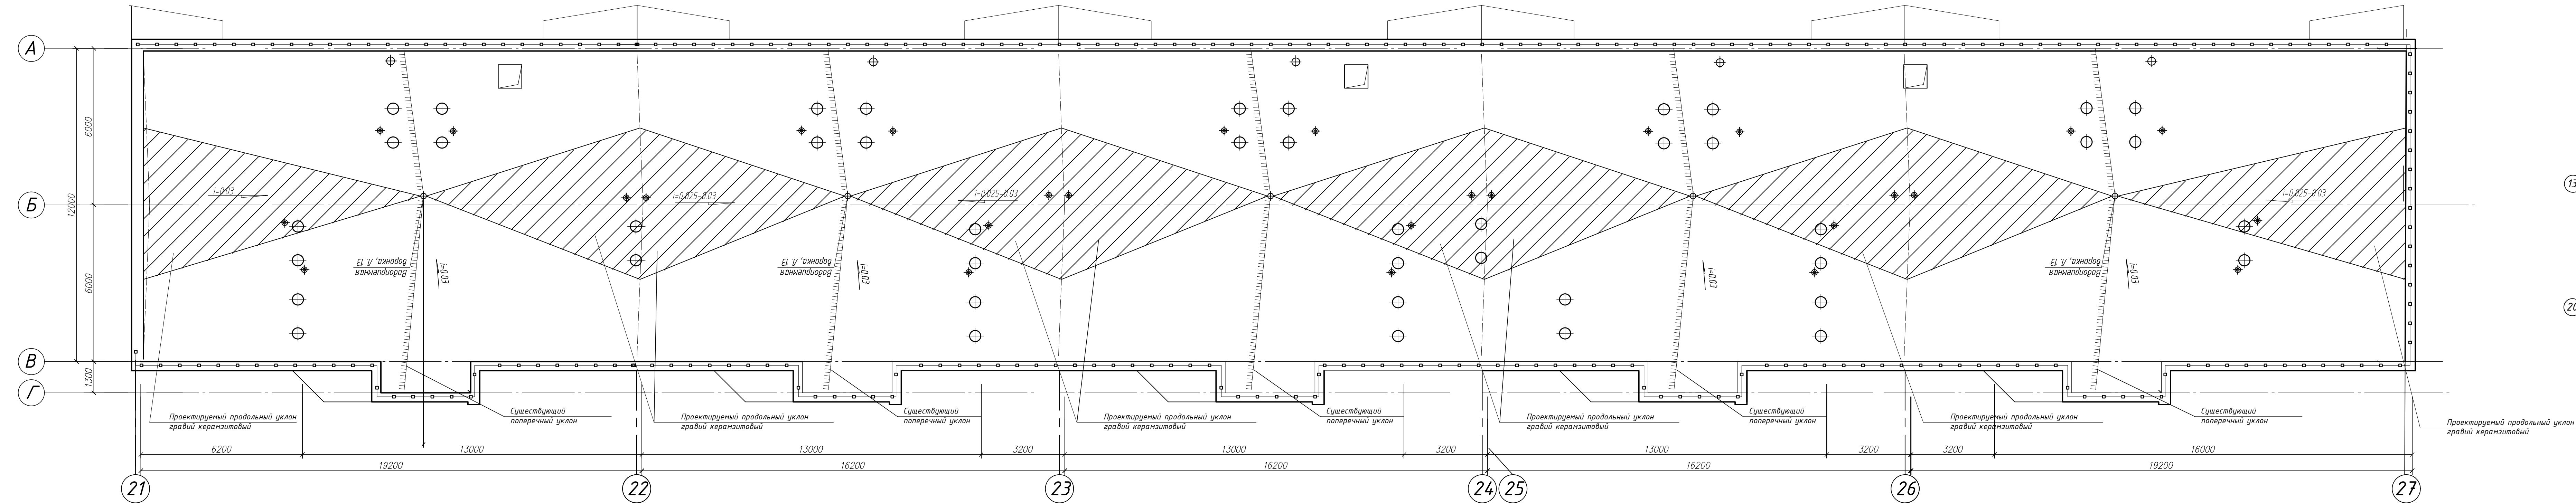 А
Б
В
Г
6000
12000
6000
1300
i=0.03
i=0.025-0.03
i=0.025-0.03
i=0.025-0.03
13
20
Водоприемная
воронка, Л. 13
i=0.03
Водоприемная
воронка, Л. 13
i=0.03
i=0.03
Водоприемная
воронка, Л. 13
i=0.03
Проектируемый продольный уклон
гравий керамзитовый
Существующий
поперечный уклон
Проектируемый продольный уклон
гравий керамзитовый
Существующий
поперечный уклон
Проектируемый продольный уклон
гравий керамзитовый
Существующий
поперечный уклон
Проектируемый продольный уклон
гравий керамзитовый
Существующий
поперечный уклон
Проектируемый продольный уклон
гравий керамзитовый
Существующий
поперечный уклон
Проектируемый продольный уклон
гравий керамзитовый
6200 13000 13000 3200 13000 3200 13000 3200 3200 16000
19200 16200 16200 16200 19200
21 22 23 24 25 26 27